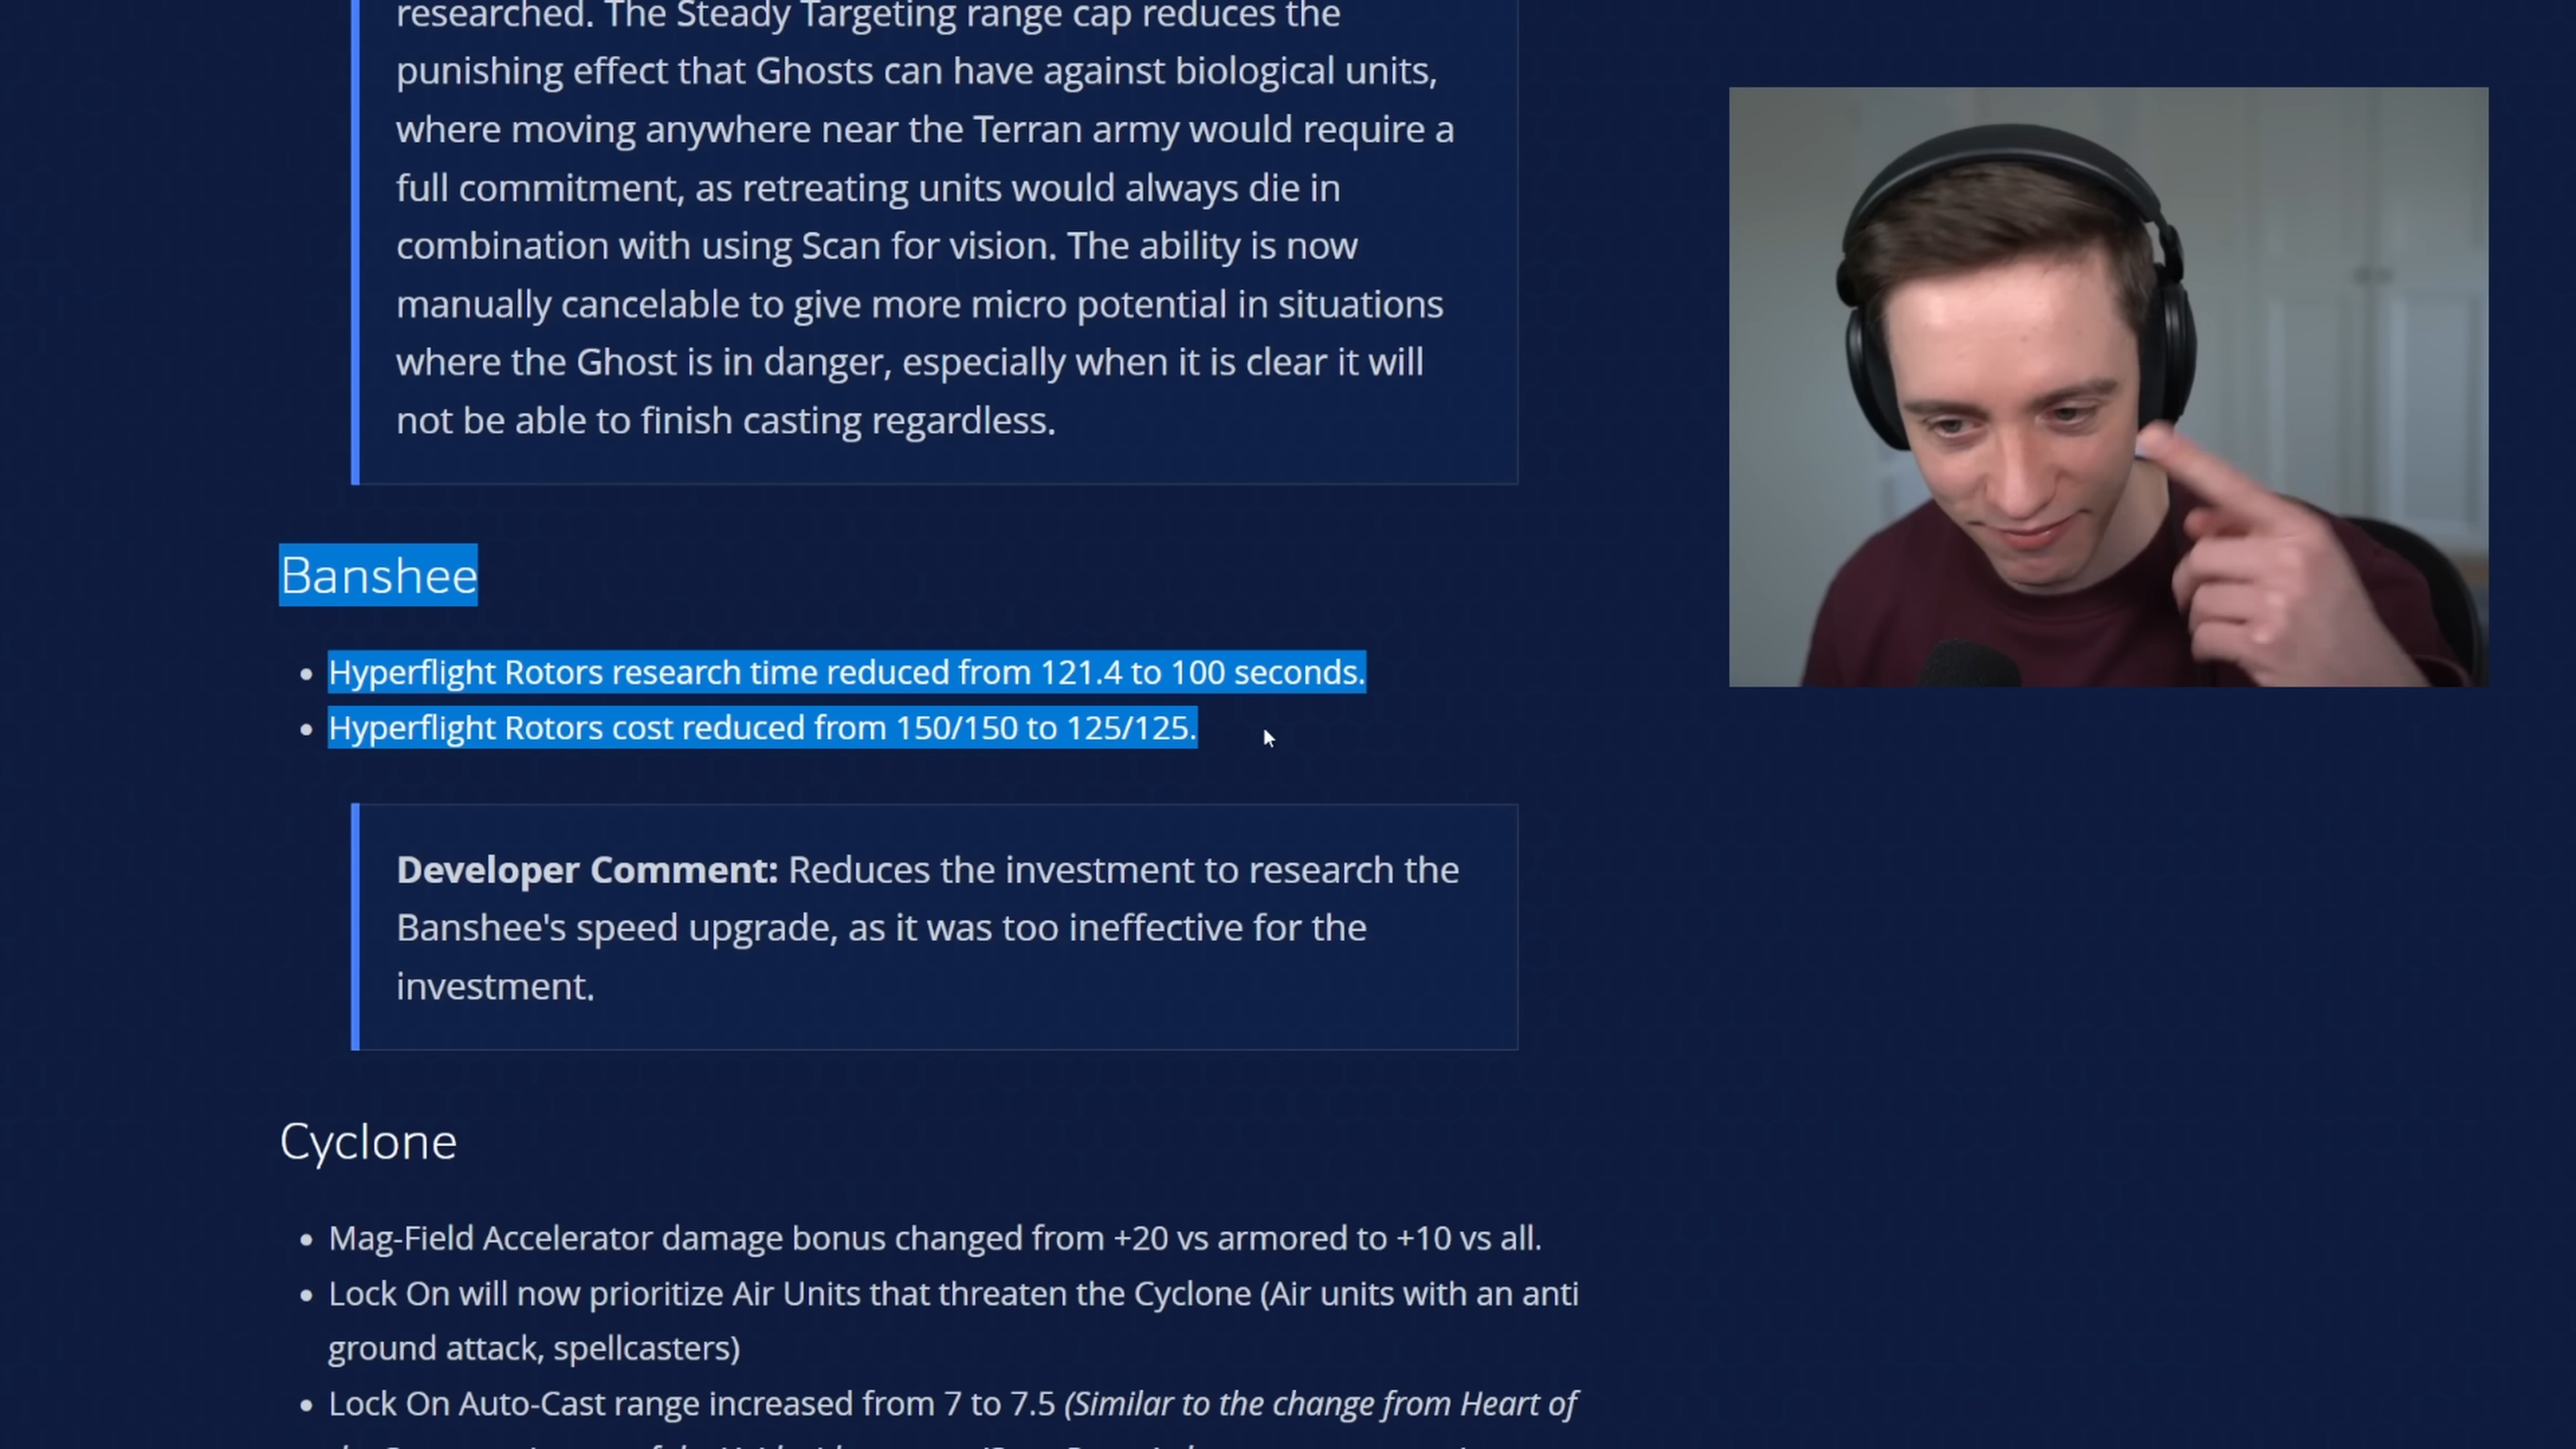 researched. The Steady Targeting range cap reduces the
punishing effect that Ghosts can have against biological units,
where moving anywhere near the Terran army would require a
full commitment, as retreating units would always die in
combination with using Scan for vision. The ability is now
manually cancelable to give more micro potential in situations
where the Ghost is in danger, especially when it is clear it will
not be able to finish casting regardless.
Banshee
• Hyperflight Rotors research time reduced from 121.4 to 100 seconds.
• Hyperflight Rotors cost reduced from 150/150 to 125/125.
Developer Comment: Reduces the investment to research the
Banshee's speed upgrade, as it was too ineffective for the
investment.
Cyclone
• Mag-Field Accelerator damage bonus changed from +20 vs armored to +10 vs all.
• Lock On will now prioritize Air Units that threaten the Cyclone (Air units with an anti
ground attack, spellcasters)
• Lock On Auto-Cast range increased from 7 to 7.5 (Similar to the change from Heart of